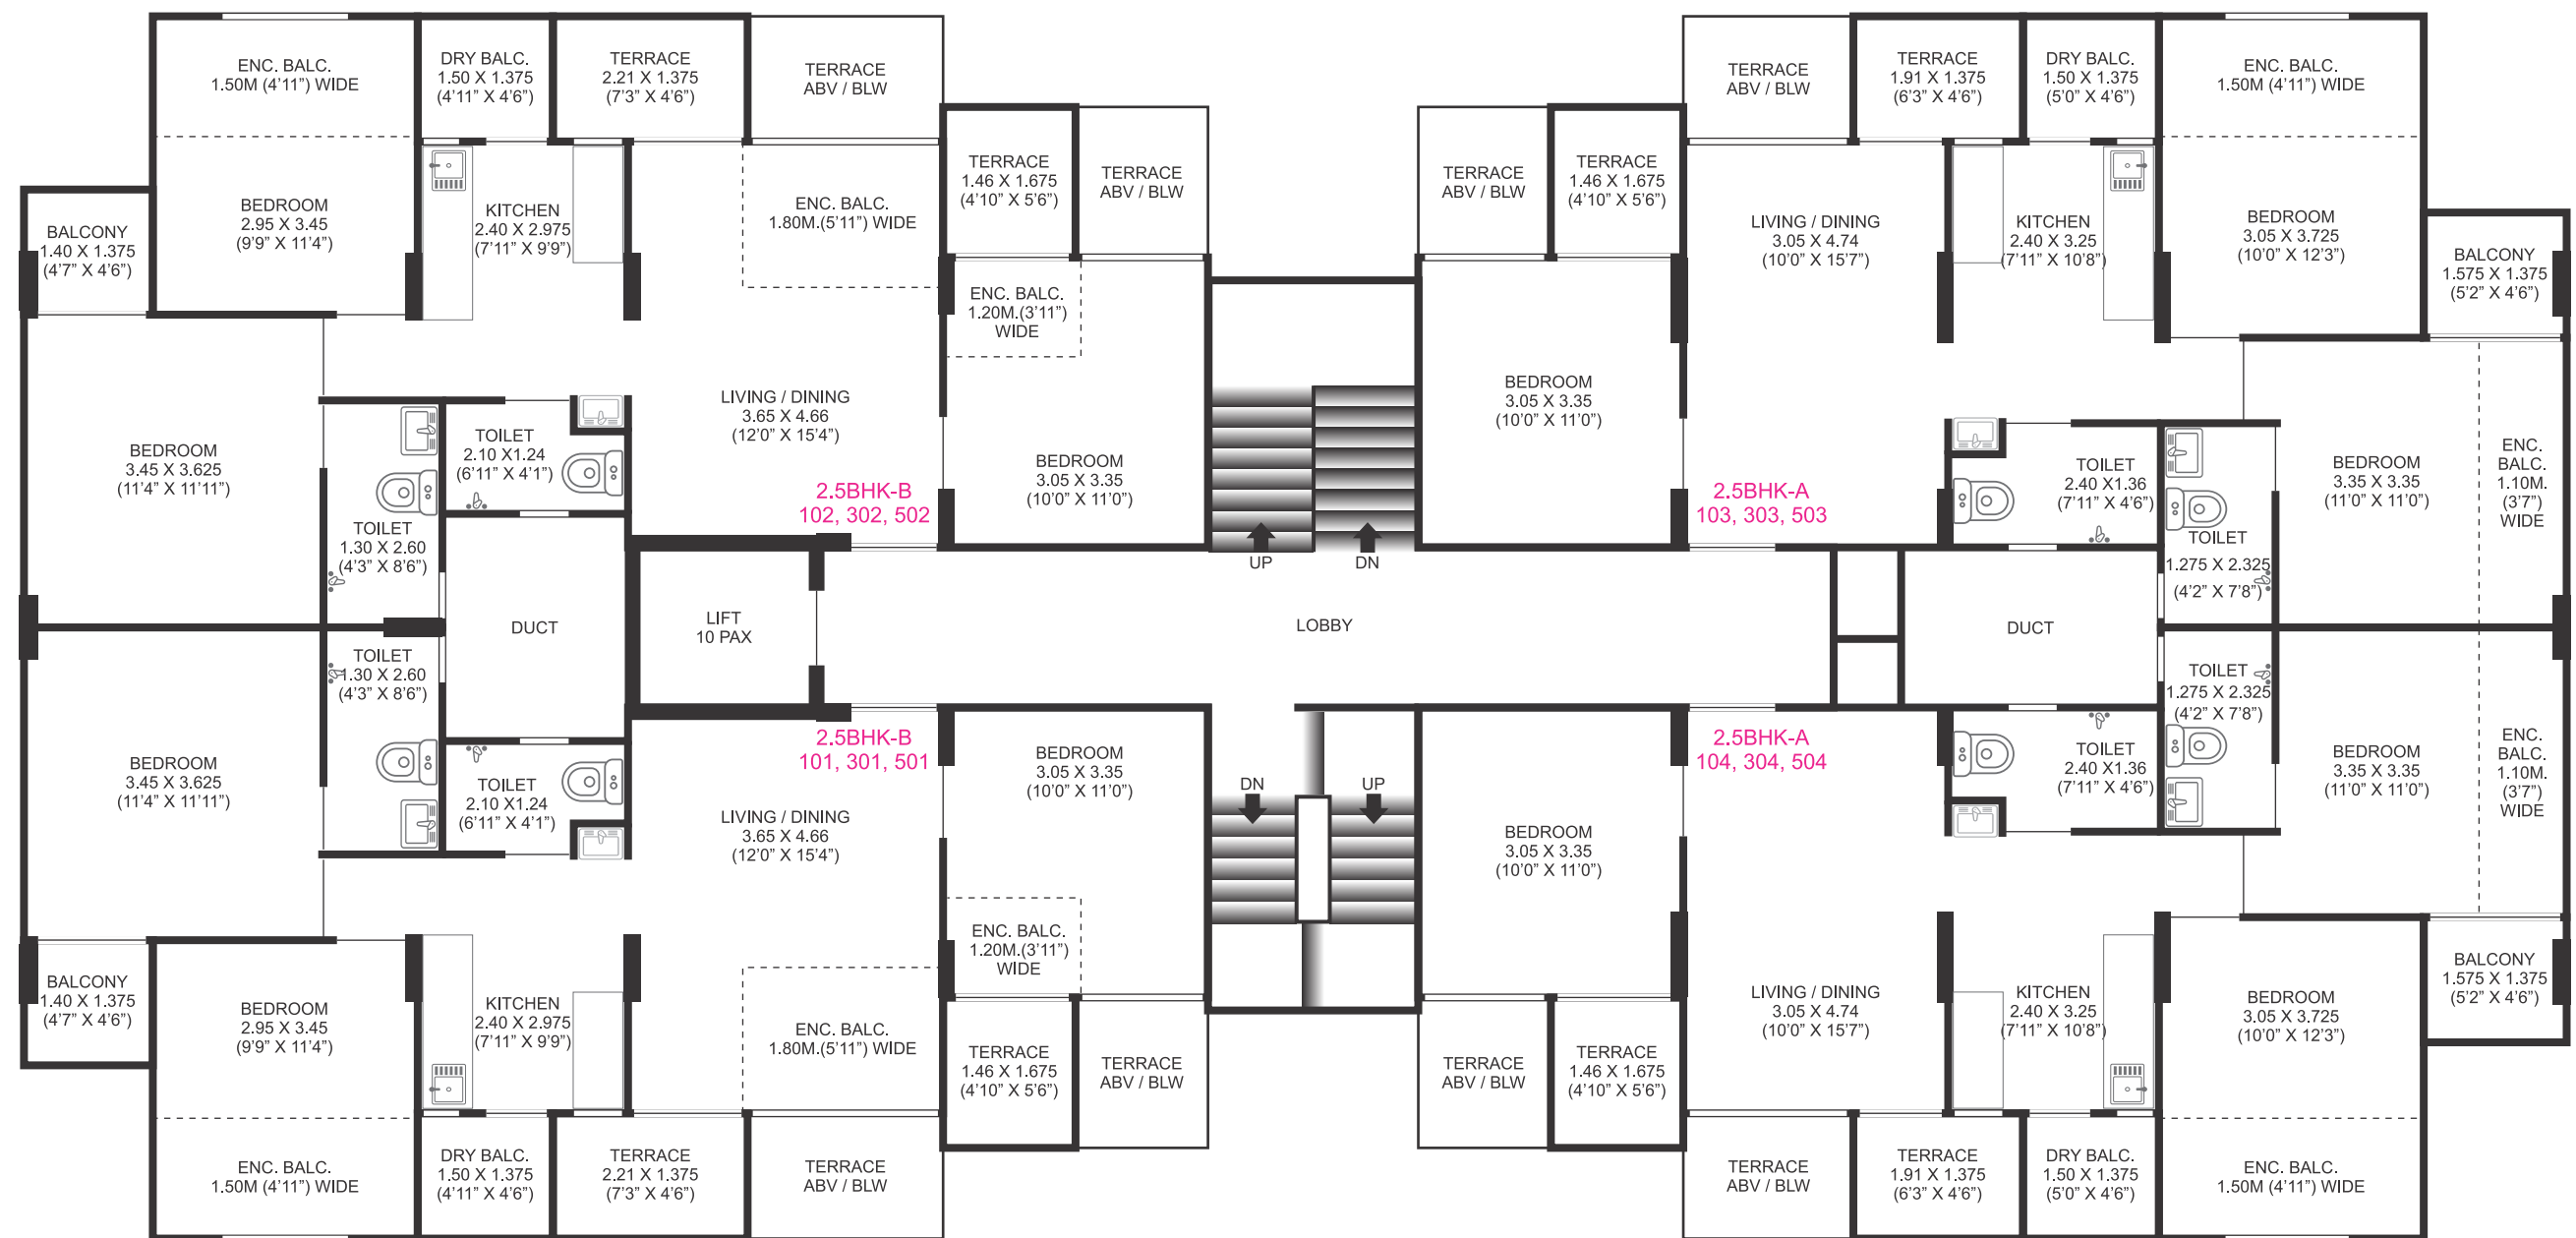 ENC. BALC.
1.50M (4'11") WIDE
DRY BALC.
1.50 X 1.375
(4'11" X 4'6")
TERRACE
2.21 X 1.375
(7'3" X 4'6")
TERRACE
ABV / BLW
TERRACE
1.46 X 1.675
(4'10" X 5'6")
TERRACE
ABV / BLW
BALCONY
1.40 X 1.375
(4'7" X 4'6")
BEDROOM
2.95 X 3.45
(9'9" X 11'4")
KITCHEN
2.40 X 2.975
(7'11" X 9'9")
ENC. BALC.
1.80M.(5'11") WIDE
ENC. BALC.
1.20M.(3'11")
WIDE
BEDROOM
3.45 X 3.625
(11'4" X 11'11")
TOILET
2.10 X1.24
(6'11" X 4'1")
LIVING / DINING
3.65 X 4.66
(12'0" X 15'4")
BEDROOM
3.05 X 3.35
(10'0" X 11'0")
2.5BHK-B
102, 302, 502
TOILET
1.30 X 2.60
(4'3" X 8'6")
UP
DN
TERRACE
ABV / BLW
TERRACE
1.91 X 1.375
(6'3" X 4'6")
DRY BALC.
1.50 X 1.375
(5'0" X 4'6")
ENC. BALC.
1.50M (4'11") WIDE
TERRACE
ABV / BLW
TERRACE
1.46 X 1.675
(4'10" X 5'6")
LIVING / DINING
3.05 X 4.74
(10'0" X 15'7")
KITCHEN
2.40 X 3.25
(7'11" X 10'8")
BEDROOM
3.05 X 3.725
(10'0" X 12'3")
BALCONY
1.575 X 1.375
(5'2" X 4'6")
BEDROOM
3.05 X 3.35
(10'0" X 11'0")
2.5BHK-A
103, 303, 503
TOILET
2.40 X1.36
(7'11" X 4'6")
TOILET
1.275 X 2.325
(4'2" X 7'8")
BEDROOM
3.35 X 3.35
(11'0" X 11'0")
ENC.
BALC.
1.10M.
(3'7")
WIDE
DUCT
LIFT
10 PAX
LOBBY
DUCT
TOILET
1.30 X 2.60
(4'3" X 8'6")
BEDROOM
3.45 X 3.625
(11'4" X 11'11")
TOILET
2.10 X1.24
(6'11" X 4'1")
2.5BHK-B
101, 301, 501
LIVING / DINING
3.65 X 4.66
(12'0" X 15'4")
BEDROOM
3.05 X 3.35
(10'0" X 11'0")
DN
UP
ENC. BALC.
1.20M.(3'11")
WIDE
BALCONY
1.40 X 1.375
(4'7" X 4'6")
BEDROOM
2.95 X 3.45
(9'9" X 11'4")
KITCHEN
2.40 X 2.975
(7'11" X 9'9")
ENC. BALC.
1.80M.(5'11") WIDE
TERRACE
1.46 X 1.675
(4'10" X 5'6")
TERRACE
ABV / BLW
ENC. BALC.
1.50M (4'11") WIDE
DRY BALC.
1.50 X 1.375
(4'11" X 4'6")
TERRACE
2.21 X 1.375
(7'3" X 4'6")
TERRACE
ABV / BLW
2.5BHK-A
104, 304, 504
TOILET
2.40 X1.36
(7'11" X 4'6")
TOILET
1.275 X 2.325
(4'2" X 7'8")
BEDROOM
3.35 X 3.35
(11'0" X 11'0")
ENC.
BALC.
1.10M.
(3'7")
WIDE
BEDROOM
3.05 X 3.35
(10'0" X 11'0")
LIVING / DINING
3.05 X 4.74
(10'0" X 15'7")
KITCHEN
2.40 X 3.25
(7'11" X 10'8")
BEDROOM
3.05 X 3.725
(10'0" X 12'3")
BALCONY
1.575 X 1.375
(5'2" X 4'6")
TERRACE
ABV / BLW
TERRACE
1.46 X 1.675
(4'10" X 5'6")
TERRACE
ABV / BLW
TERRACE
1.91 X 1.375
(6'3" X 4'6")
DRY BALC.
1.50 X 1.375
(5'0" X 4'6")
ENC. BALC.
1.50M (4'11") WIDE